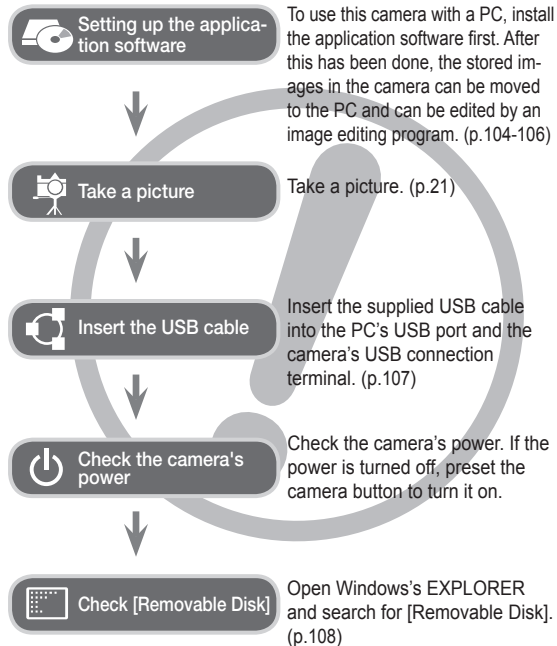 Setting up the applica-
tion software
To use this camera with a PC, install
the application software first. After
this has been done, the stored im-
ages in the camera can be moved
to the PC and can be edited by an
image editing program. (p.104-106)
Take a picture
Take a picture. (p.21)
Insert the USB cable
Insert the supplied USB cable
into the PC's USB port and the
camera's USB connection
terminal. (p.107)
Check the camera's
power
Check the camera's power. If the
power is turned off, preset the
camera button to turn it on.
Check [Removable Disk]
Open Windows's EXPLORER
and search for [Removable Disk].
(p.108)